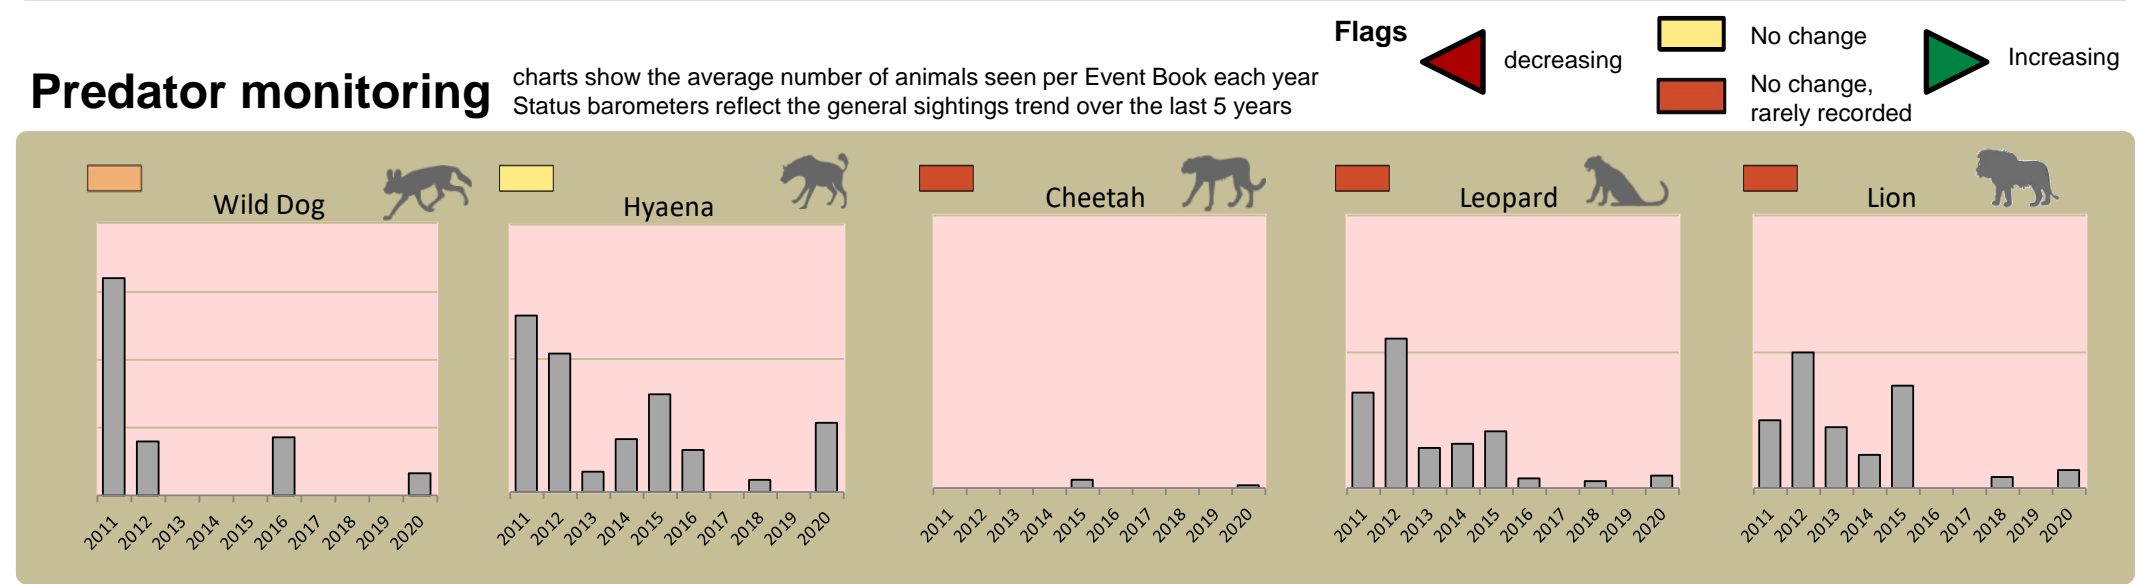 Flags
decreasing
No change
No change,
rarely recorded
Increasing
Predator monitoring
charts show the average number of animals seen per Event Book each year
Status barometers reflect the general sightings trend over the last 5 years
Wild Dog
2011 2012 2013 2014 2015 2016 2017 2018 2019 2020
Hyaena
2011 2012 2013 2014 2015 2016 2017 2018 2019 2020
Cheetah
2011 2012 2013 2014 2015 2016 2017 2018 2019 2020
Leopard
2011 2012 2013 2014 2015 2016 2017 2018 2019 2020
Lion
2011 2012 2013 2014 2015 2016 2017 2018 2019 2020